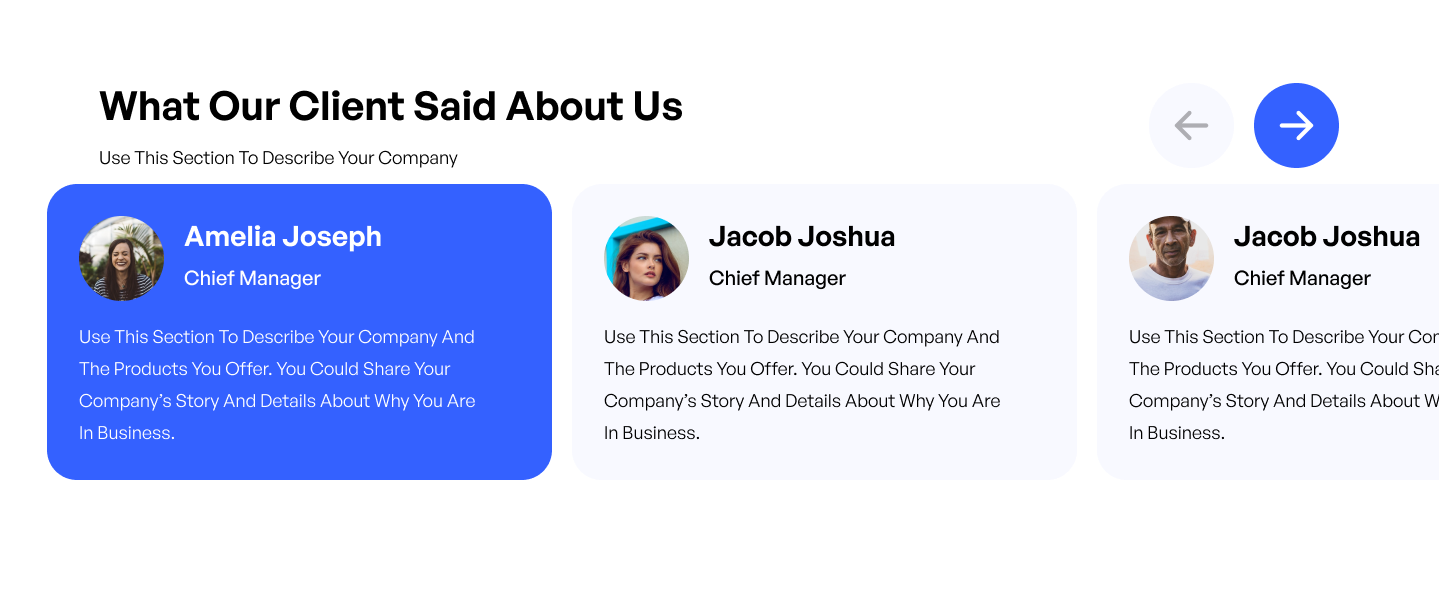 What Our Client Said About Us
Use This Section To Describe Your Company
Amelia Joseph
Chief Manager
Use This Section To Describe Your Company And
The Products You Offer. You Could Share Your
Company’s Story And Details About Why You Are
In Business.
Jacob Joshua
Chief Manager
Use This Section To Describe Your Company And
The Products You Offer. You Could Share Your
Company’s Story And Details About Why You Are
In Business.
Jacob Joshua
Chief Manager
Use This Section To Describe Your
The Products You Offer. You Could
Company’s Story And Details About
In Business.